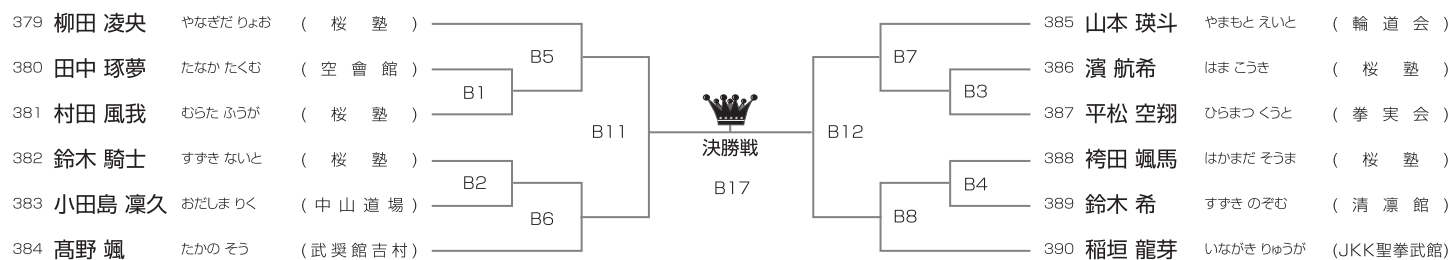 379 柳田 凌央 やなぎだ りょお (桜塾)
380 田中 琢夢 たなか たくむ (空會館)
381 村田 風我 むらた ふうが (桜塾)
382 鈴木 騎士 すずき ないと (桜塾)
383 小田島 凜久 おだしま りく (中山道場)
384 髙野 颯 たかの そう (武奨館吉村)
B5
B1
B11
B2
B6
決勝戦
B17
B7
B3
B12
B4
B8
385 山本 瑛斗 やまもと えいと (輪道会)
386 濱 航希 はま こうき (桜塾)
387 平松 空翔 ひらまつ くうと (拳実会)
388 袴田 颯馬 はかまだ そうま (桜塾)
389 鈴木 希 すずき のぞむ (清凛館)
390 稲垣 龍芽 いながき りゅうが (JKK聖拳武館)